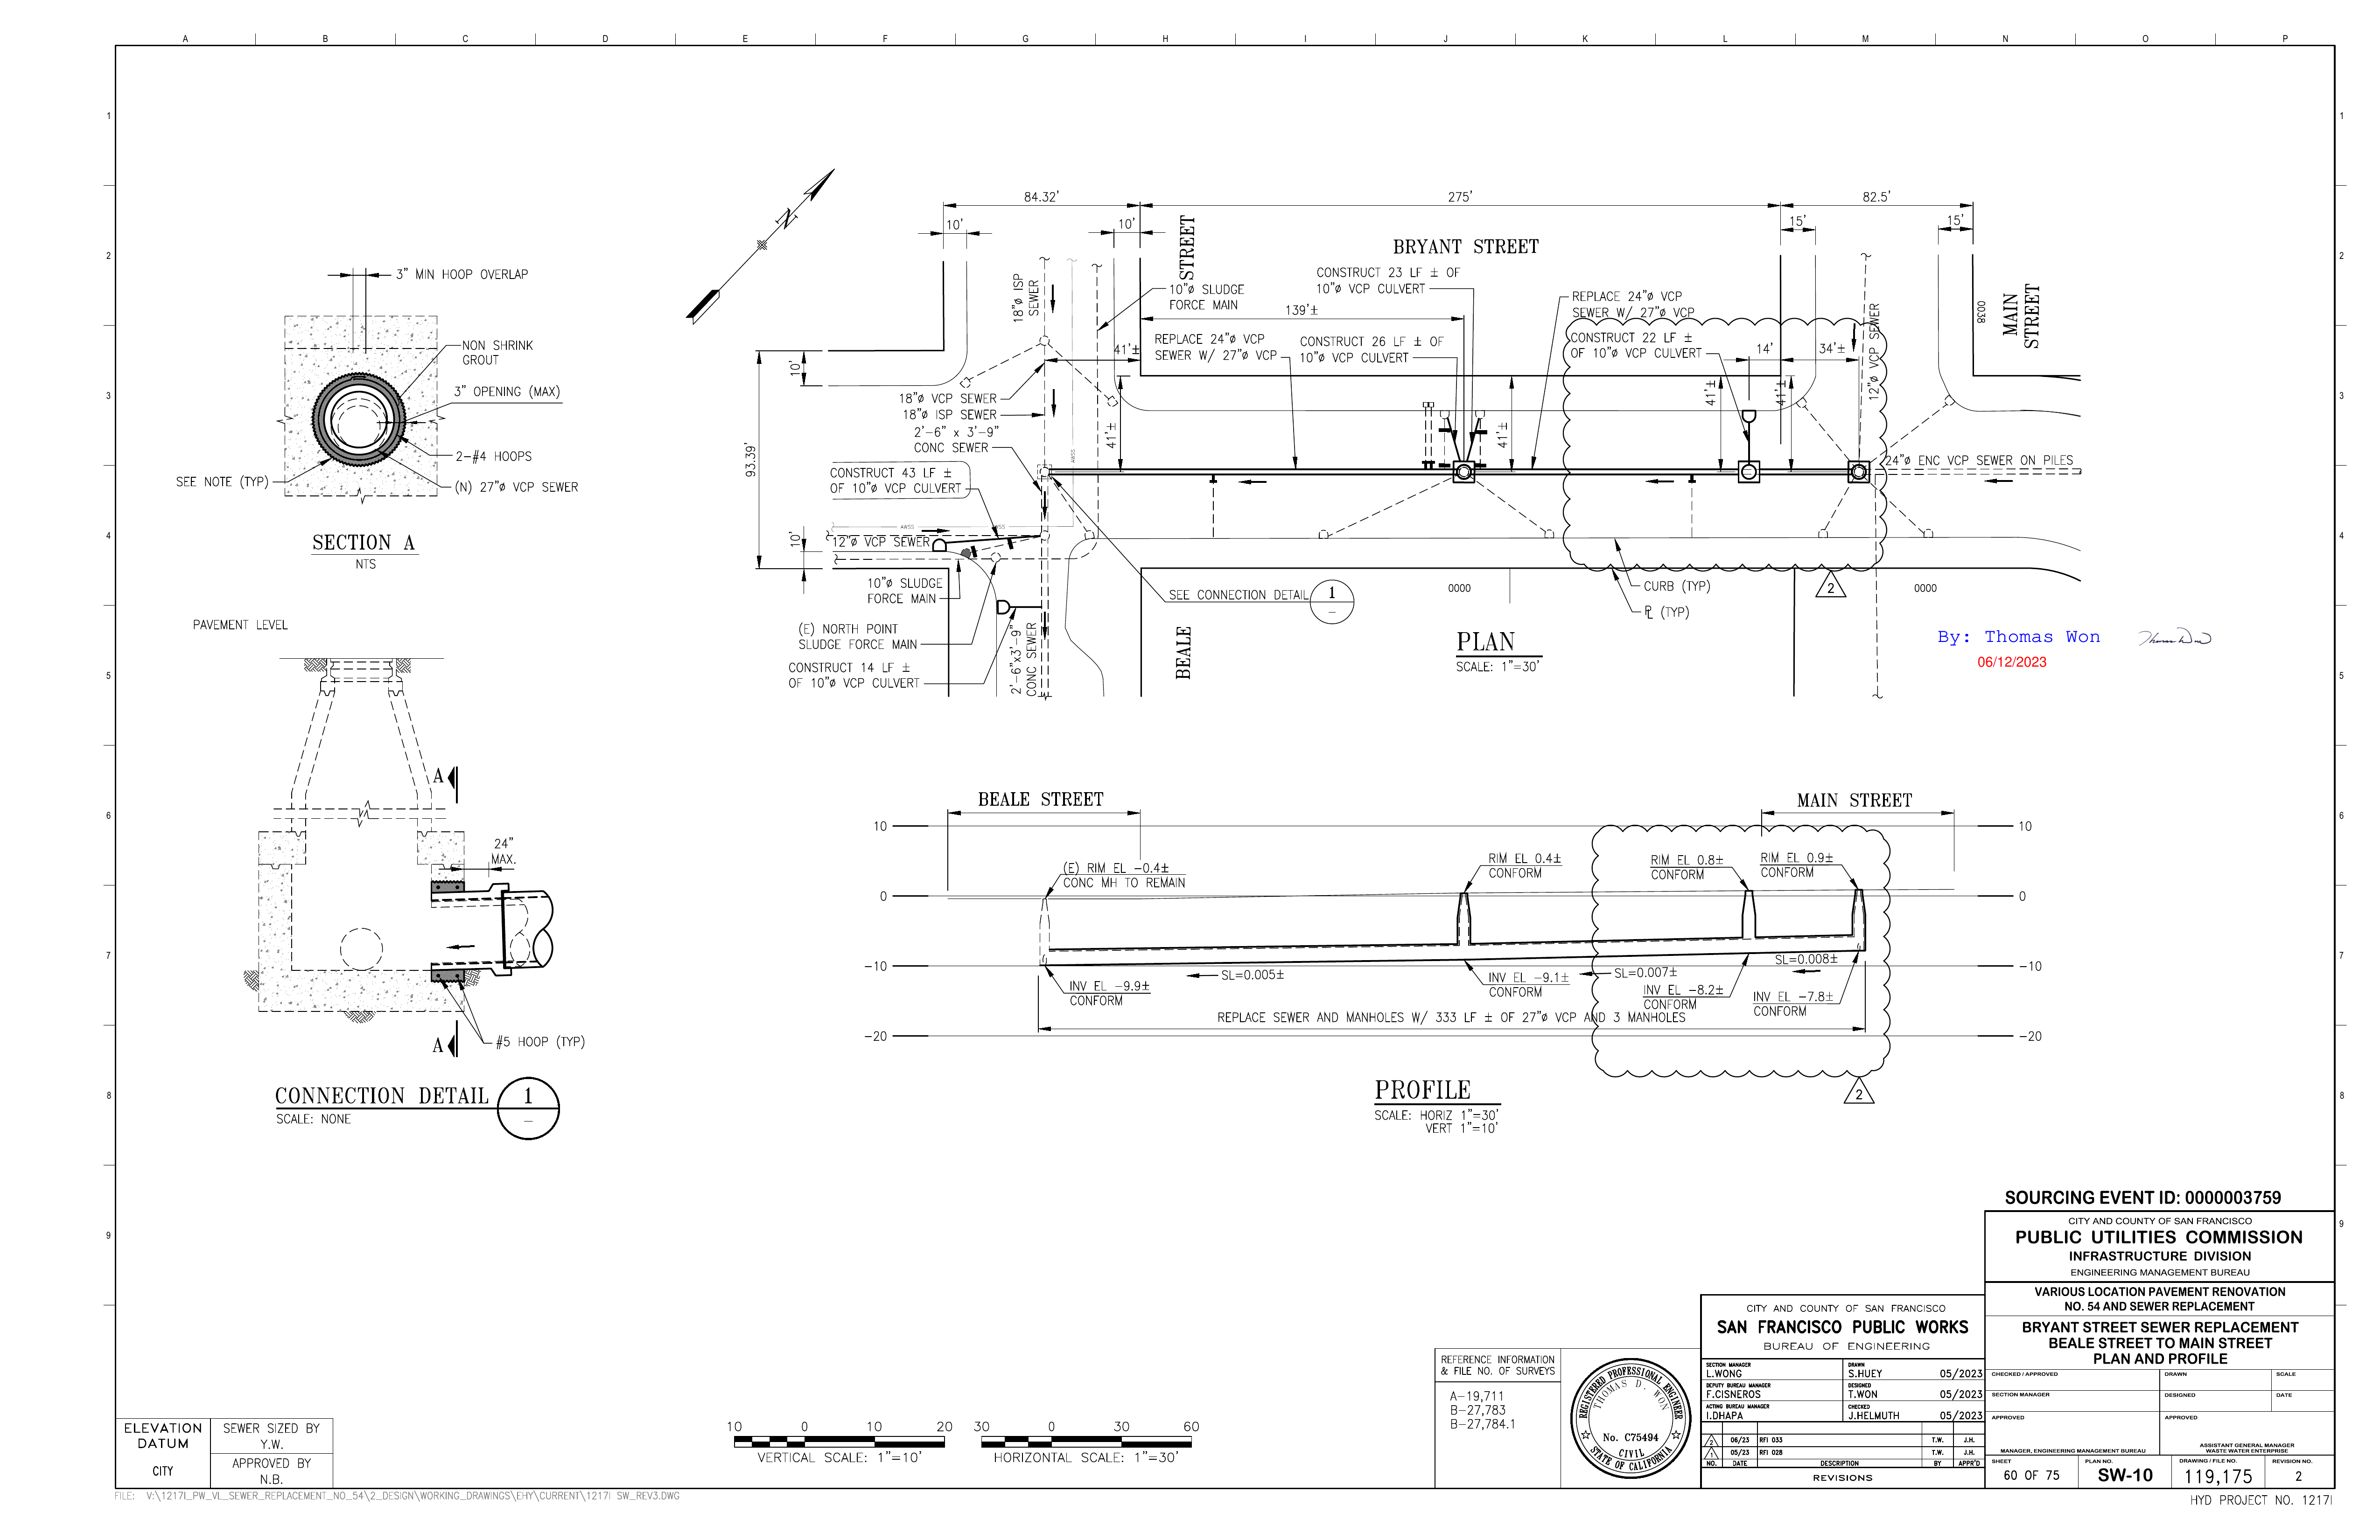 A B C D E F G H I J K L M N O P
1
2
3
4
5
6
7
8
9
1
2
3
4
5
6
7
8
9
3" MIN HOOP OVERLAP
NON SHRINK
GROUT
3" OPENING (MAX)
2-#4 HOOPS
SEE NOTE (TYP)
(N) 27"ø VCP SEWER
SECTION A
NTS
PAVEMENT LEVEL
A
24"
MAX.
A
#5 HOOP (TYP)
CONNECTION DETAIL
1
–
SCALE: NONE
N
84.32'
275'
82.5'
10'
10'
15'
15'
STREET
BRYANT STREET
MAIN
STREET
0038
18"ø ISP
SEWER
10"ø SLUDGE
FORCE MAIN
CONSTRUCT 23 LF ± OF
10"ø VCP CULVERT
139'±
REPLACE 24"ø VCP
SEWER W/ 27"ø VCP
12"ø VCP SEWER
REPLACE 24"ø VCP
SEWER W/ 27"ø VCP
CONSTRUCT 26 LF ± OF
10"ø VCP CULVERT
CONSTRUCT 22 LF ±
OF 10"ø VCP CULVERT
14'
34'±
41'±
41'±
41'±
41'±
41'±
10'
93.39'
10'
18"ø VCP SEWER
18"ø ISP SEWER
2'-6" x 3'-9"
CONC SEWER
AWSS
CONSTRUCT 43 LF ±
OF 10"ø VCP CULVERT
24"ø ENC VCP SEWER ON PILES
AWSS
AWSS
12"ø VCP SEWER
10"ø SLUDGE
FORCE MAIN
SEE CONNECTION DETAIL
1
–
0000
CURB (TYP)
PL (TYP)
2
0000
(E) NORTH POINT
SLUDGE FORCE MAIN
CONSTRUCT 14 LF ±
OF 10"ø VCP CULVERT
2'-6"x3'-9"
CONC SEWER
BEALE
PLAN
SCALE: 1"=30'
By: Thomas Won
06/12/2023
BEALE STREET
MAIN STREET
10
10
(E) RIM EL -0.4±
CONC MH TO REMAIN
RIM EL 0.4±
CONFORM
RIM EL 0.8±
CONFORM
RIM EL 0.9±
CONFORM
0
0
-10
-10
SL=0.005±
SL=0.007±
SL=0.008±
INV EL -9.9±
CONFORM
INV EL -9.1±
CONFORM
INV EL -8.2±
CONFORM
INV EL -7.8±
CONFORM
REPLACE SEWER AND MANHOLES W/ 333 LF ± OF 27"ø VCP AND 3 MANHOLES
-20
-20
2
PROFILE
SCALE: HORIZ 1"=30'
VERT 1"=10'
ELEVATION
DATUM
CITY
SEWER SIZED BY
Y.W.
APPROVED BY
N.B.
10 0 10 20
VERTICAL SCALE: 1"=10'
30 0 30 60
HORIZONTAL SCALE: 1"=30'
REFERENCE INFORMATION
& FILE NO. OF SURVEYS
A-19,711
B-27,783
B-27,784.1
REGISTERED PROFESSIONAL ENGINEER
THOMAS D. WON
No. C75494
CIVIL
STATE OF CALIFORNIA
CITY AND COUNTY OF SAN FRANCISCO
SAN FRANCISCO PUBLIC WORKS
BUREAU OF ENGINEERING
SECTION MANAGER
L.WONG
DRAWN
S.HUEY 05/2023
DEPUTY BUREAU MANAGER
F.CISNEROS
DESIGNED
T.WON 05/2023
ACTING BUREAU MANAGER
I.DHAPA
CHECKED
J.HELMUTH 05/2023
2 06/23 RFI 033 T.W. J.H.
1 05/23 RFI 028 T.W. J.H.
NO. DATE DESCRIPTION BY APPR'D
REVISIONS
SOURCING EVENT ID: 0000003759
CITY AND COUNTY OF SAN FRANCISCO
PUBLIC UTILITIES COMMISSION
INFRASTRUCTURE DIVISION
ENGINEERING MANAGEMENT BUREAU
VARIOUS LOCATION PAVEMENT RENOVATION
NO. 54 AND SEWER REPLACEMENT
BRYANT STREET SEWER REPLACEMENT
BEALE STREET TO MAIN STREET
PLAN AND PROFILE
CHECKED / APPROVED DRAWN SCALE
SECTION MANAGER DESIGNED DATE
APPROVED APPROVED
MANAGER, ENGINEERING MANAGEMENT BUREAU
ASSISTANT GENERAL MANAGER
WASTE WATER ENTERPRISE
SHEET
60 OF 75
PLAN NO.
SW-10
DRAWING / FILE NO.
119,175
REVISION NO.
2
FILE: V:\1217I_PW_VL_SEWER_REPLACEMENT_NO_54\2_DESIGN\WORKING_DRAWINGS\EHY\CURRENT\1217I SW_REV3.DWG
HYD PROJECT NO. 1217I